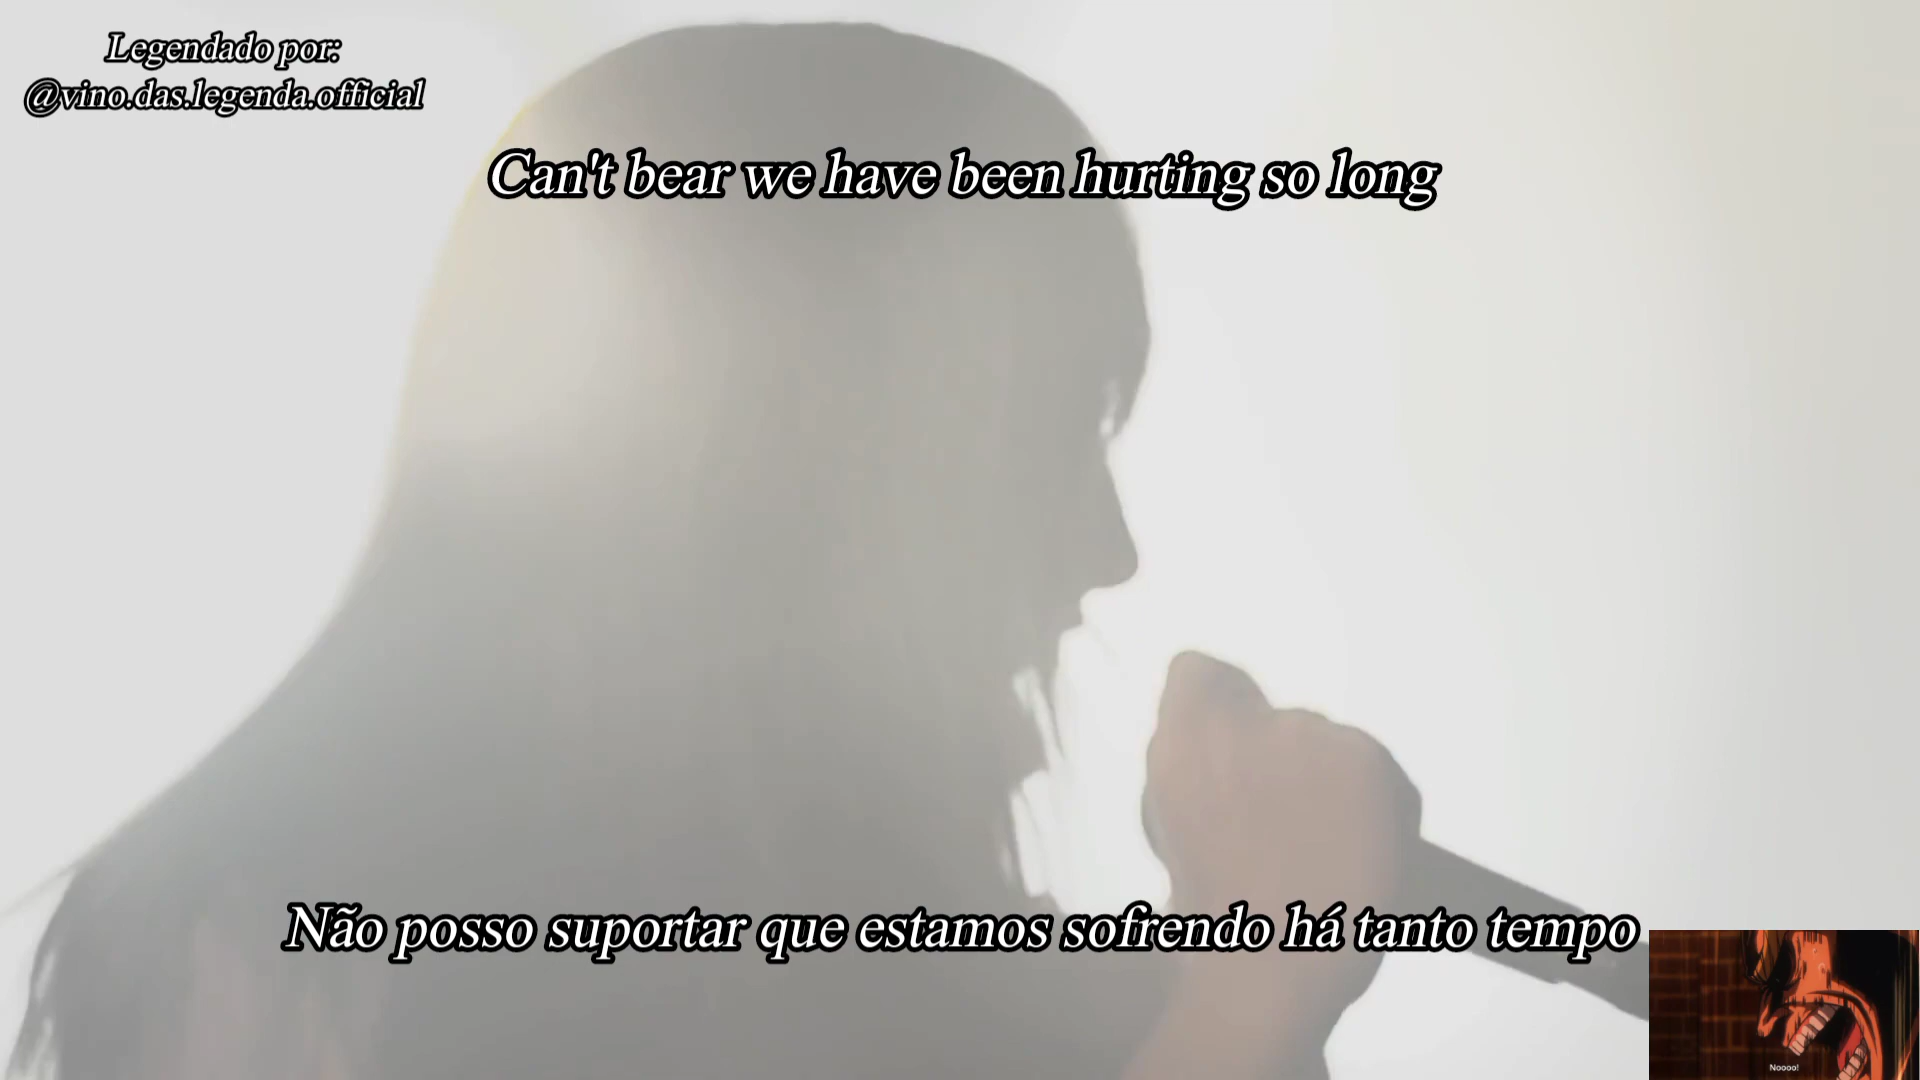 Legendado por:
@vino.das.legenda.official
Can't bear we have been hurting so long
Não posso suportar que estamos sofrendo há tanto tempo
Noooo!